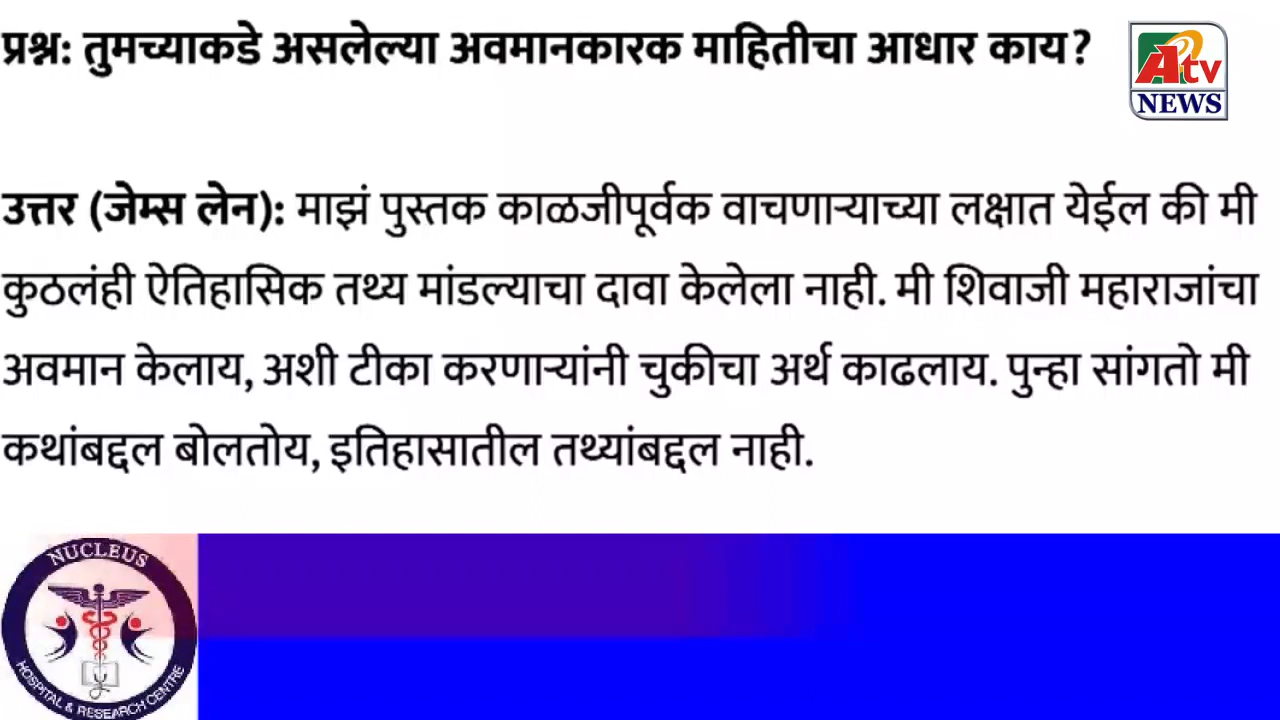 प्रश्न: तुमच्याकडे असलेल्या अवमानकारक माहितीचा आधार काय?
Atv
NEWS
उत्तर (जेम्स लेन): माझं पुस्तक काळजीपूर्वक वाचणाऱ्याच्या लक्षात येईल की मी
कुठलंही ऐतिहासिक तथ्य मांडल्याचा दावा केलेला नाही. मी शिवाजी महाराजांचा
अवमान केलाय, अशी टीका करणाऱ्यांनी चुकीचा अर्थ काढलाय. पुन्हा सांगतो मी
कथांबद्दल बोलतोय, इतिहासातील तथ्यांबद्दल नाही.
NUCLEUS
HOSPITAL & RESEARCH CENTRE